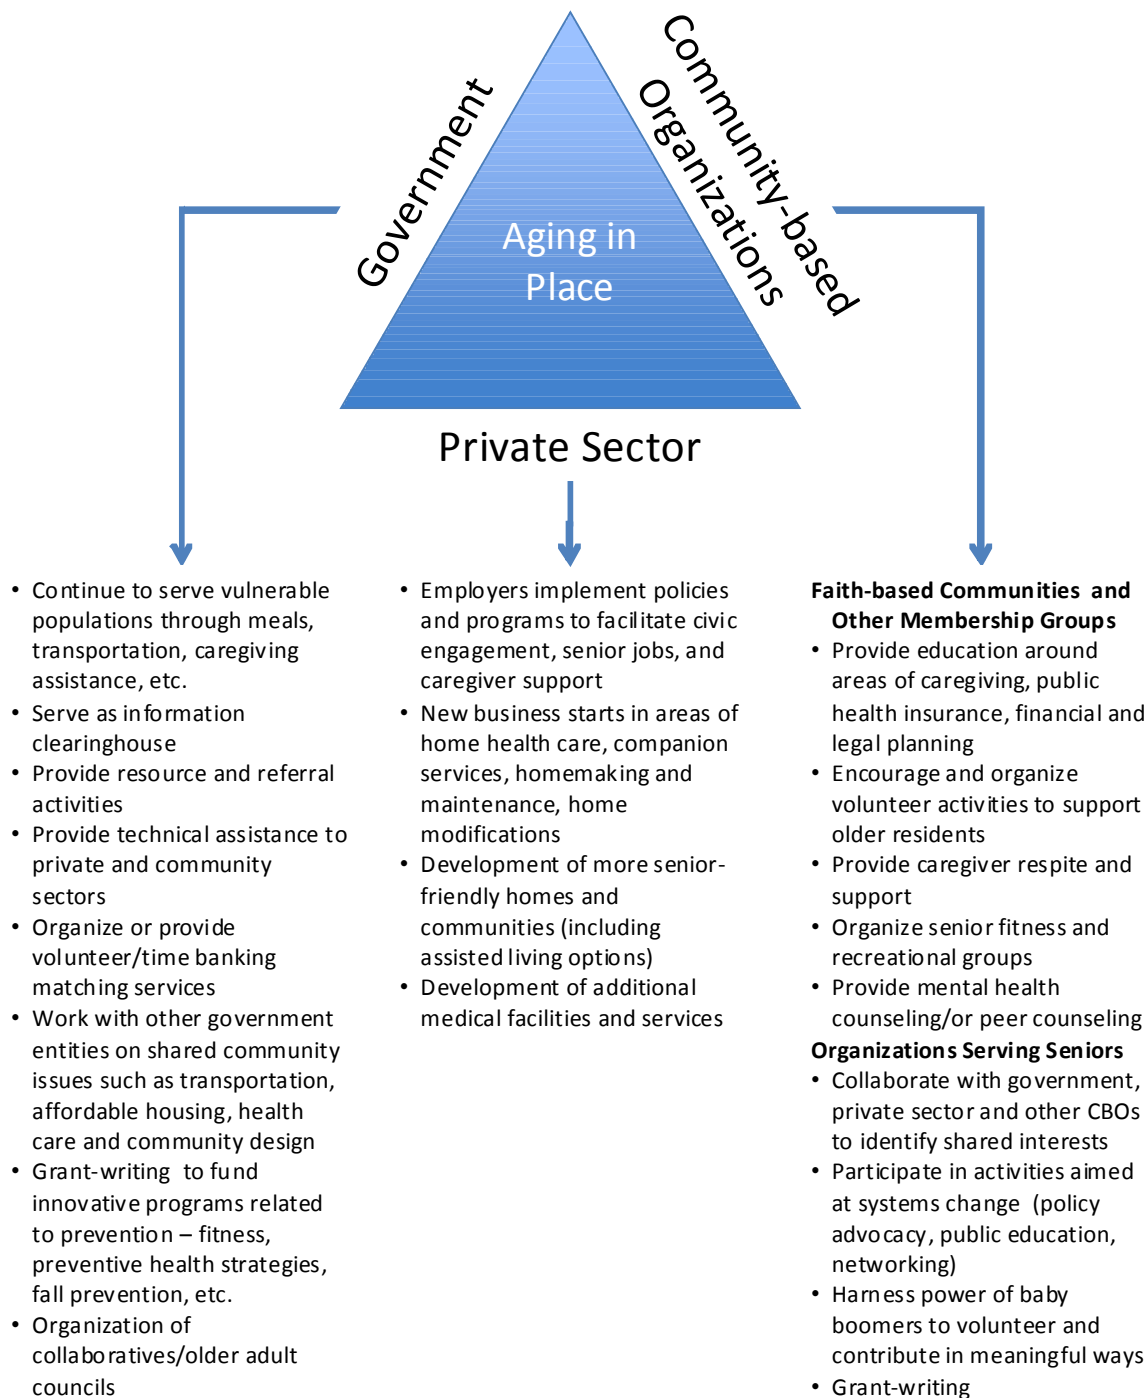 Government
Community-based
Organizations
Aging in
Place
Private Sector
• Continue to serve vulnerable
populations through meals,
transportation, caregiving
assistance, etc.
• Serve as information
clearinghouse
• Provide resource and referral
activities
• Provide technical assistance to
private and community
sectors
• Organize or provide
volunteer/time banking
matching services
• Work with other government
entities on shared community
issues such as transportation,
affordable housing, health
care and community design
• Grant-writing to fund
innovative programs related
to prevention – fitness,
preventive health strategies,
fall prevention, etc.
• Organization of
collaboratives/older adult
councils
• Employers implement policies
and programs to facilitate civic
engagement, senior jobs, and
caregiver support
• New business starts in areas of
home health care, companion
services, homemaking and
maintenance, home
modifications
• Development of more senior-
friendly homes and
communities (including
assisted living options)
• Development of additional
medical facilities and services
Faith-based Communities and
Other Membership Groups
• Provide education around
areas of caregiving, public
health insurance, financial and
legal planning
• Encourage and organize
volunteer activities to support
older residents
• Provide caregiver respite and
support
• Organize senior fitness and
recreational groups
• Provide mental health
counseling/or peer counseling
Organizations Serving Seniors
• Collaborate with government,
private sector and other CBOs
to identify shared interests
• Participate in activities aimed
at systems change (policy
advocacy, public education,
networking)
• Harness power of baby
boomers to volunteer and
contribute in meaningful ways
• Grant-writing